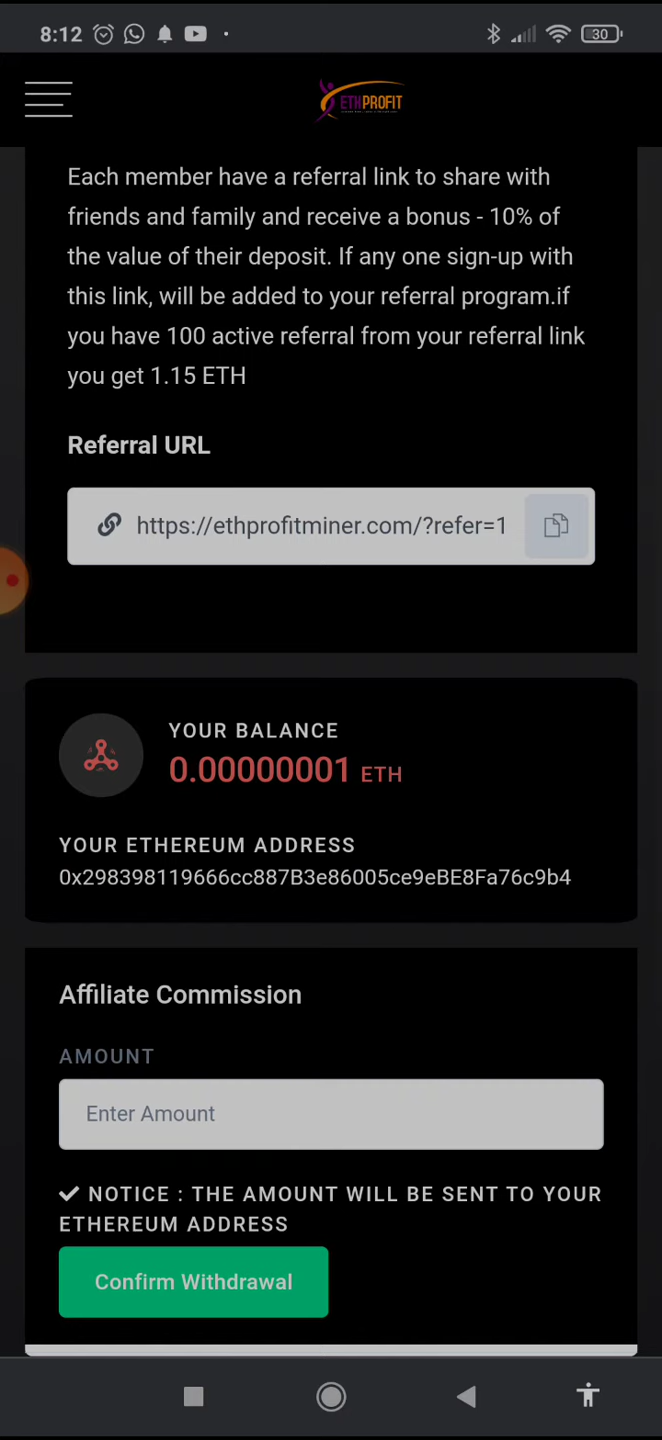 8:12
30
ETHPROFIT
Each member have a referral link to share with
friends and family and receive a bonus - 10% of
the value of their deposit. If any one sign-up with
this link, will be added to your referral program.if
you have 100 active referral from your referral link
you get 1.15 ETH
Referral URL
https://ethprofitminer.com/?refer=1
YOUR BALANCE
0.00000001 ETH
YOUR ETHEREUM ADDRESS
0x298398119666cc887B3e86005ce9eBE8Fa76c9b4
Affiliate Commission
AMOUNT
Enter Amount
NOTICE : THE AMOUNT WILL BE SENT TO YOUR
ETHEREUM ADDRESS
Confirm Withdrawal